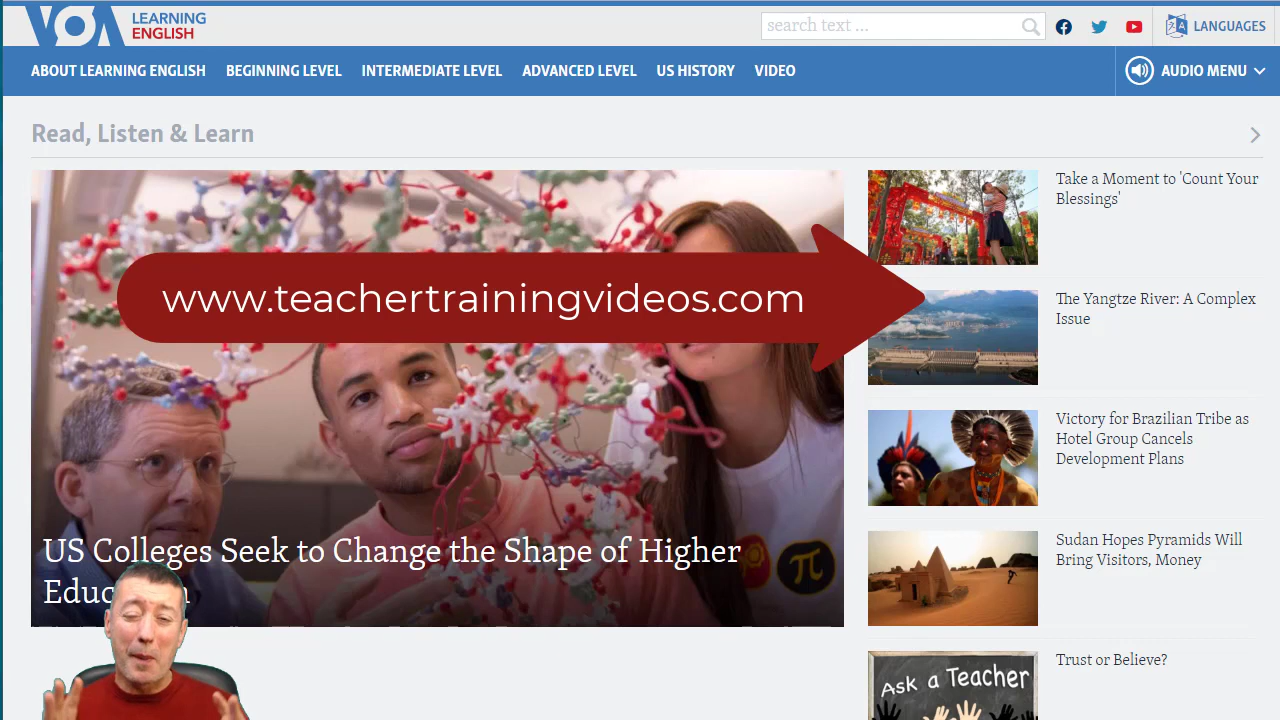 VOA
LEARNING
ENGLISH
search text ...
LANGUAGES
ABOUT LEARNING ENGLISH
BEGINNING LEVEL
INTERMEDIATE LEVEL
ADVANCED LEVEL
US HISTORY
VIDEO
AUDIO MENU
Read, Listen & Learn
www.teachertrainingvideos.com
π
US Colleges Seek to Change the Shape of Higher
Take a Moment to 'Count Your
Blessings'
The Yangtze River: A Complex
Issue
Victory for Brazilian Tribe as
Hotel Group Cancels
Development Plans
Sudan Hopes Pyramids Will
Bring Visitors, Money
Ask a Teacher
Trust or Believe?